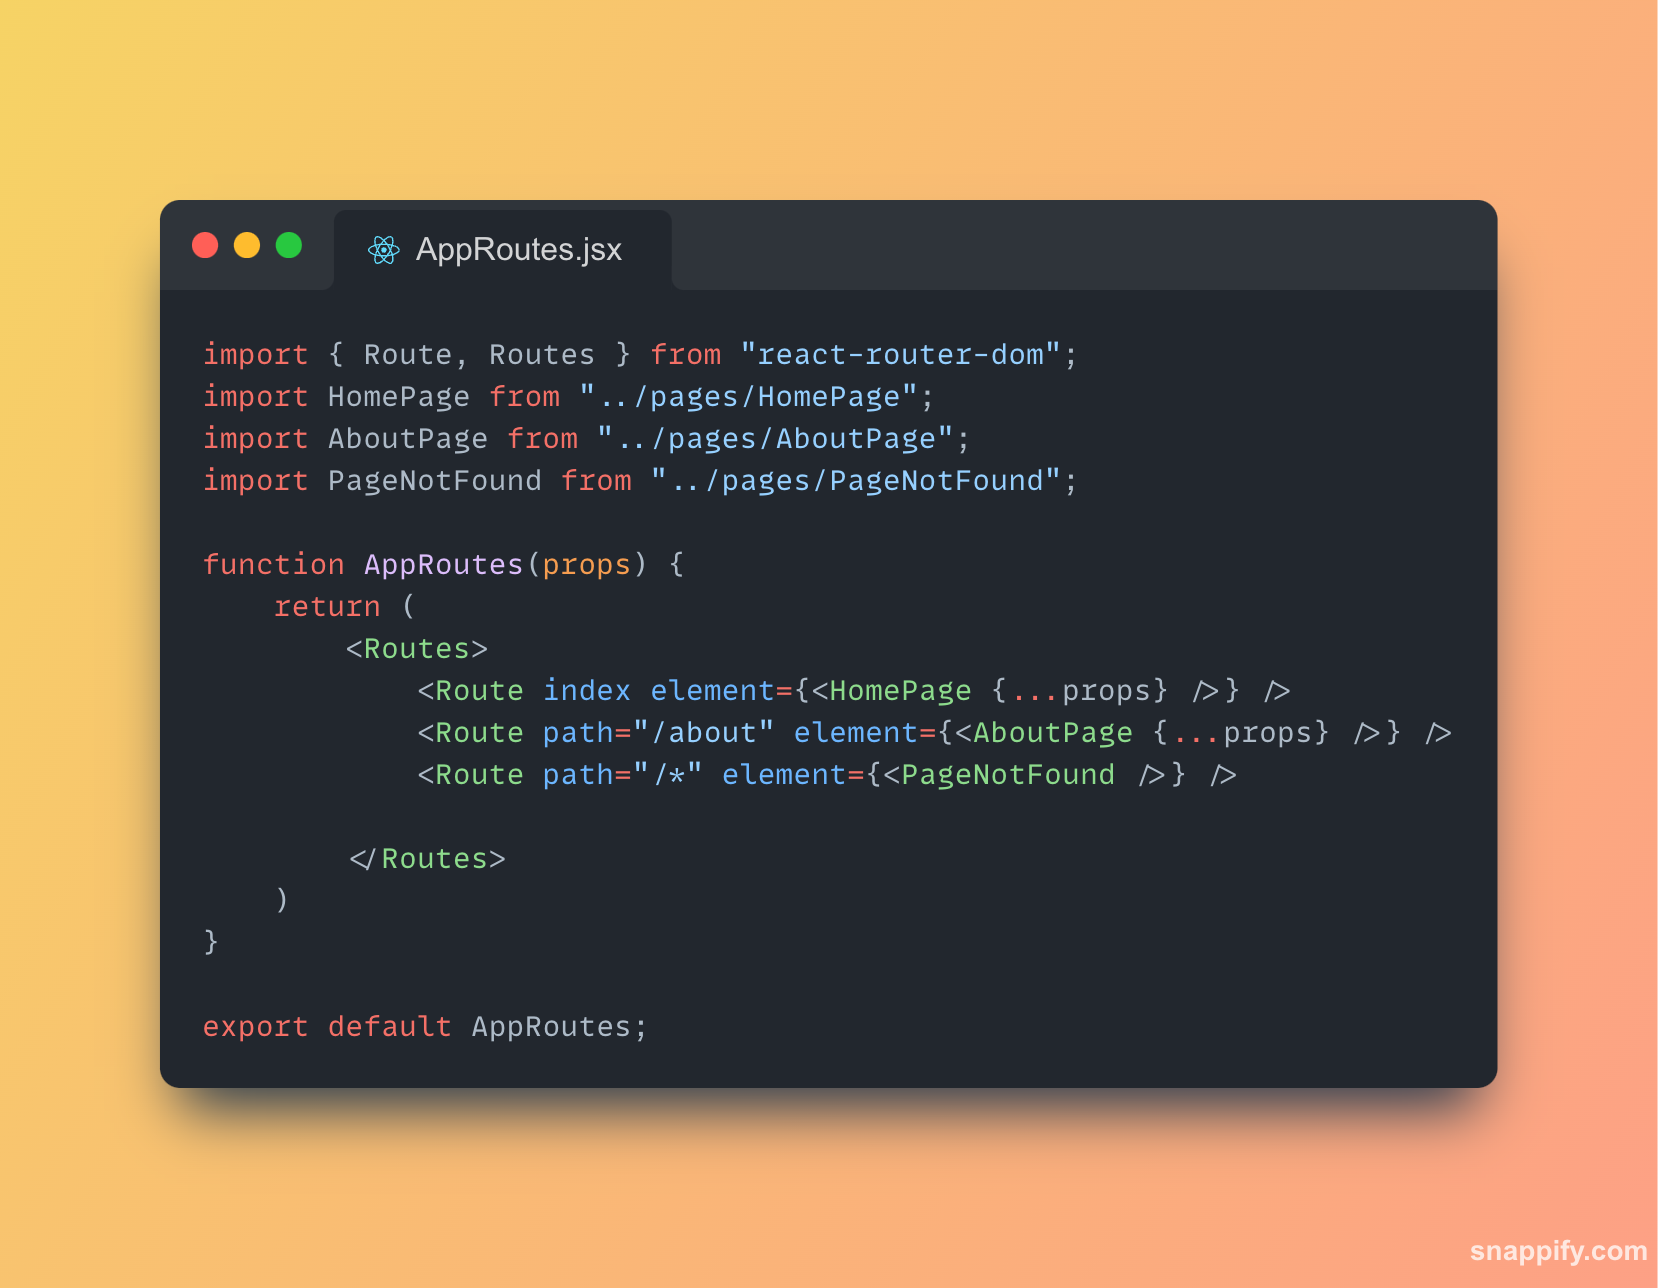 AppRoutes.jsx
import { Route, Routes } from "react-router-dom";
import HomePage from "../pages/HomePage";
import AboutPage from "../pages/AboutPage";
import PageNotFound from "../pages/PageNotFound";
function AppRoutes(props) {
    return (
        <Routes>
            <Route index element={<HomePage {...props} />} />
            <Route path="/about" element={<AboutPage {...props} />} />
            <Route path="/*" element={<PageNotFound />} />
        </Routes>
    )
}
export default AppRoutes;
snappify.com